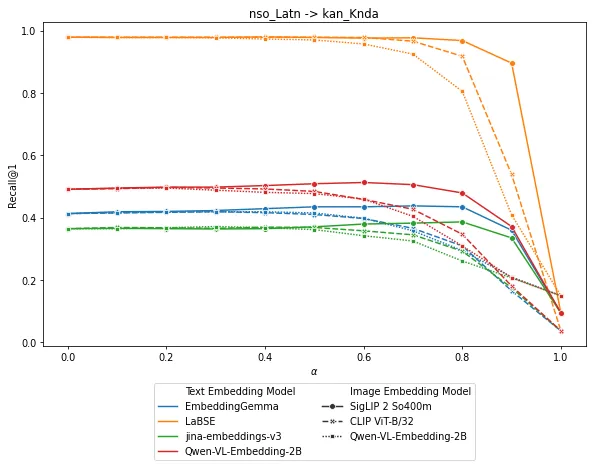 nso_Latn -> kan_Knda
1.0
0.8
0.6
0.4
0.2
0.0
Recall@1
0.0 0.2 0.4 0.6 0.8 1.0
α
Text Embedding Model
EmbeddingGemma
LaBSE
jina-embeddings-v3
Qwen-VL-Embedding-2B
Image Embedding Model
SigLIP 2 So400m
CLIP ViT-B/32
Qwen-VL-Embedding-2B